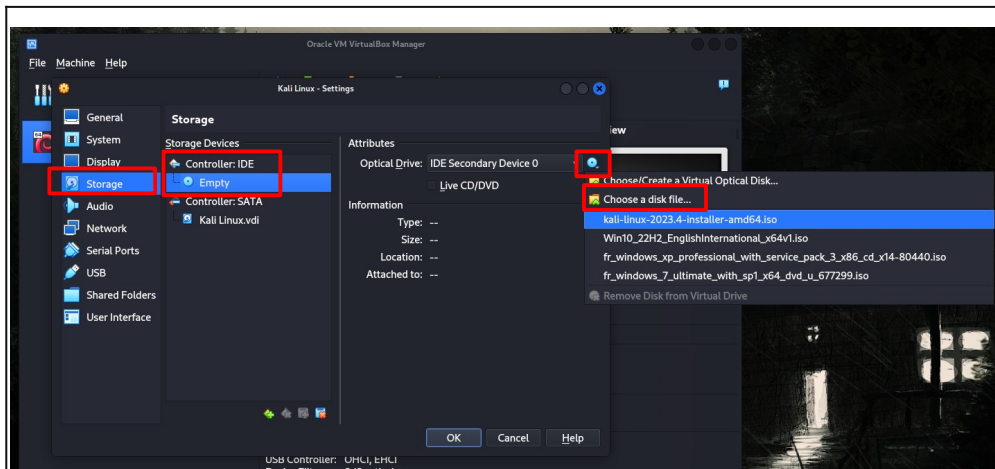 Oracle VM VirtualBox Manager
File Machine Help
Kali Linux - Settings
General
System
Display
Storage
Audio
Network
Serial Ports
USB
Shared Folders
User Interface
Storage
Storage Devices
Controller: IDE
Empty
Controller: SATA
Kali Linux.vdi
Attributes
Optical Drive: IDE Secondary Device 0
Live CD/DVD
Information
Type: --
Size: --
Location: --
Attached to: --
Choose/Create a Virtual Optical Disk...
Choose a disk file...
kali-linux-2023.4-installer-amd64.iso
Win10_22H2_EnglishInternational_x64v1.iso
fr_windows_xp_professional_with_service_pack_3_x86_cd_x14-80440.iso
fr_windows_7_ultimate_with_sp1_x64_dvd_u_677299.iso
Remove Disk from Virtual Drive
OK Cancel Help
USB Controller: OHCI, EHCI